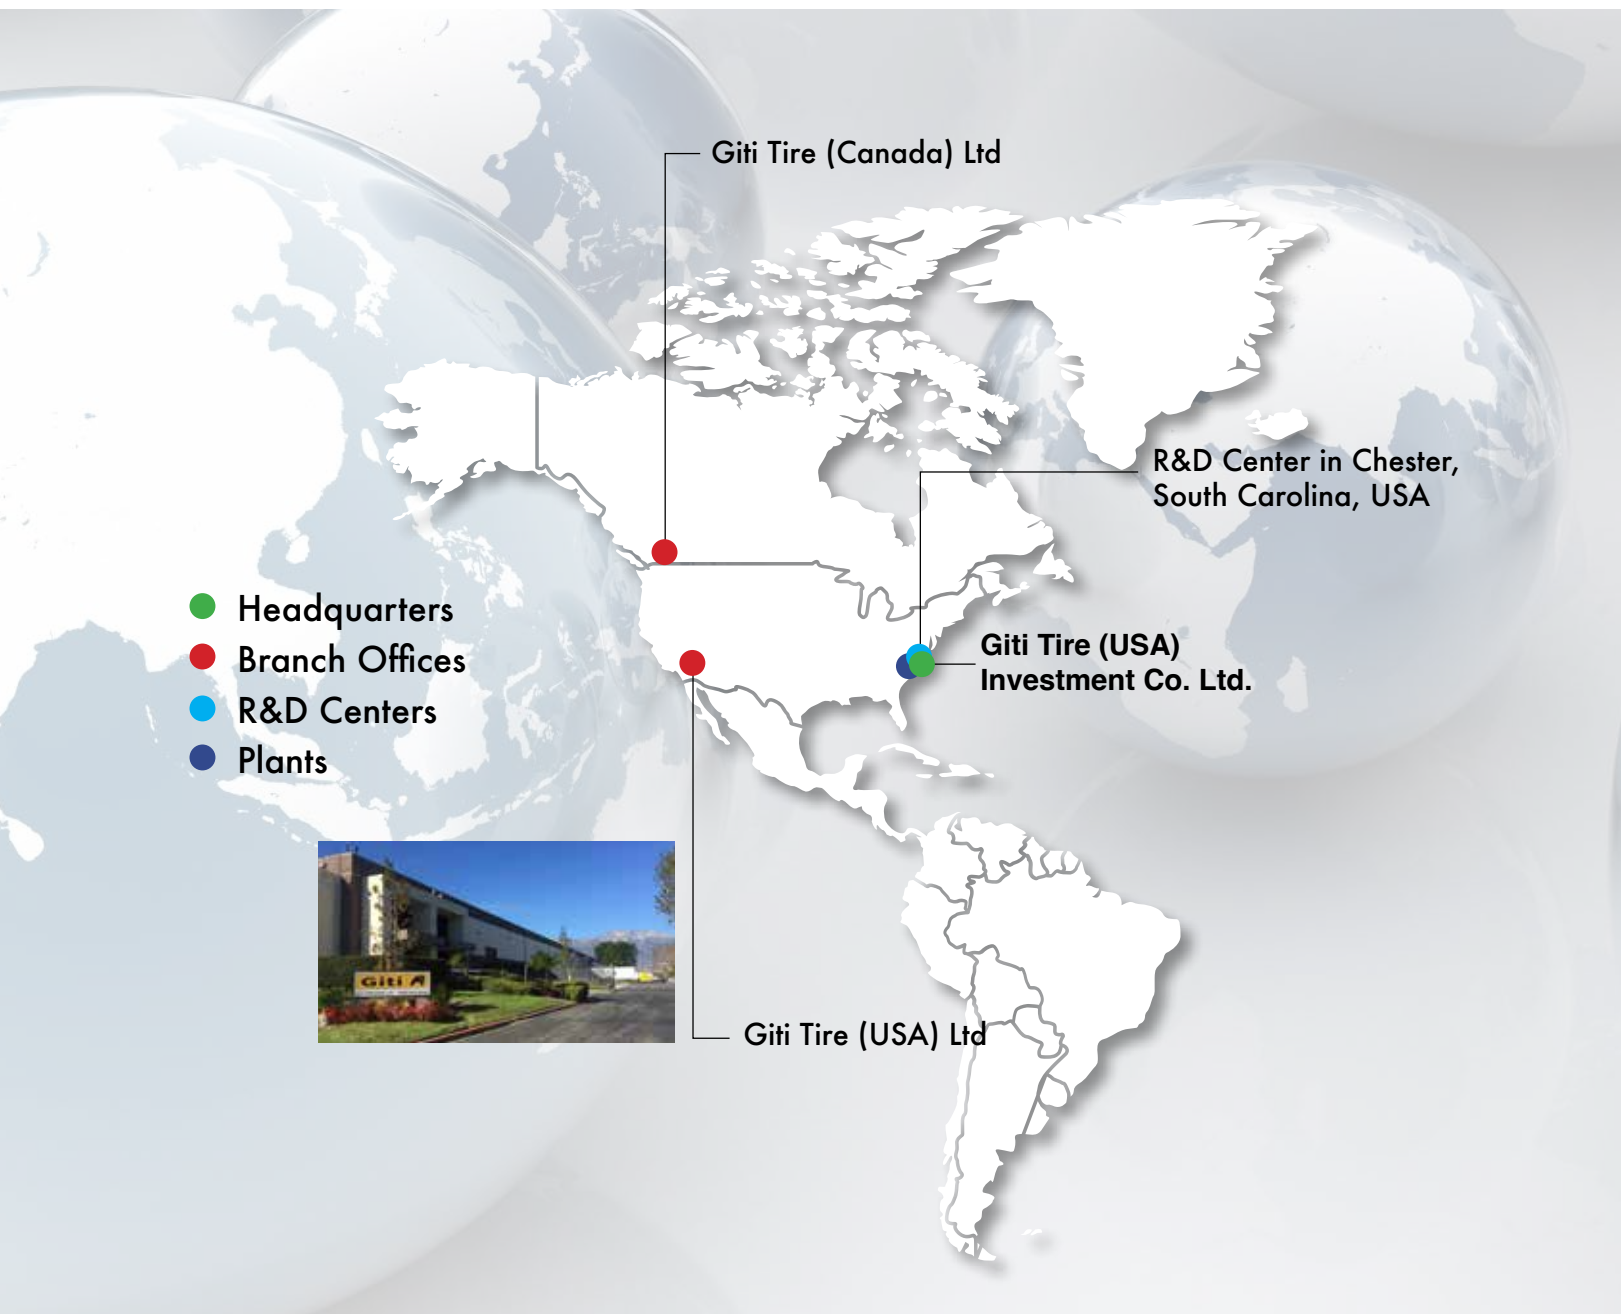 Giti Tire (Canada) Ltd
R&D Center in Chester,
South Carolina, USA
Headquarters
Branch Offices
R&D Centers
Plants
Giti Tire (USA)
Investment Co. Ltd.
Giti
Giti Tire (USA) Ltd